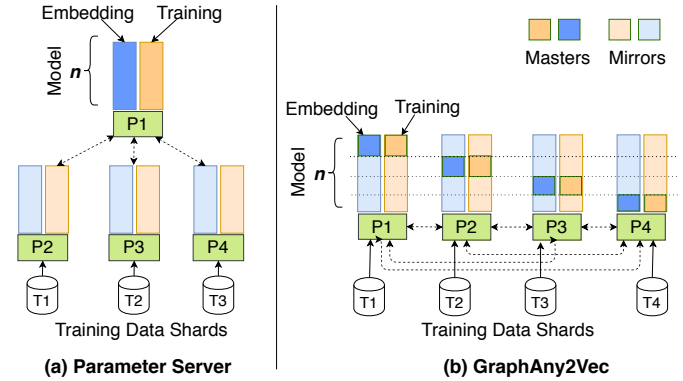 Embedding Training
Model
n
P1
P2 P3 P4
T1 T2 T3
Training Data Shards
(a) Parameter Server
Masters Mirrors
Embedding Training
Model
n
P1 P2 P3 P4
T1 T2 T3 T4
Training Data Shards
(b) GraphAny2Vec